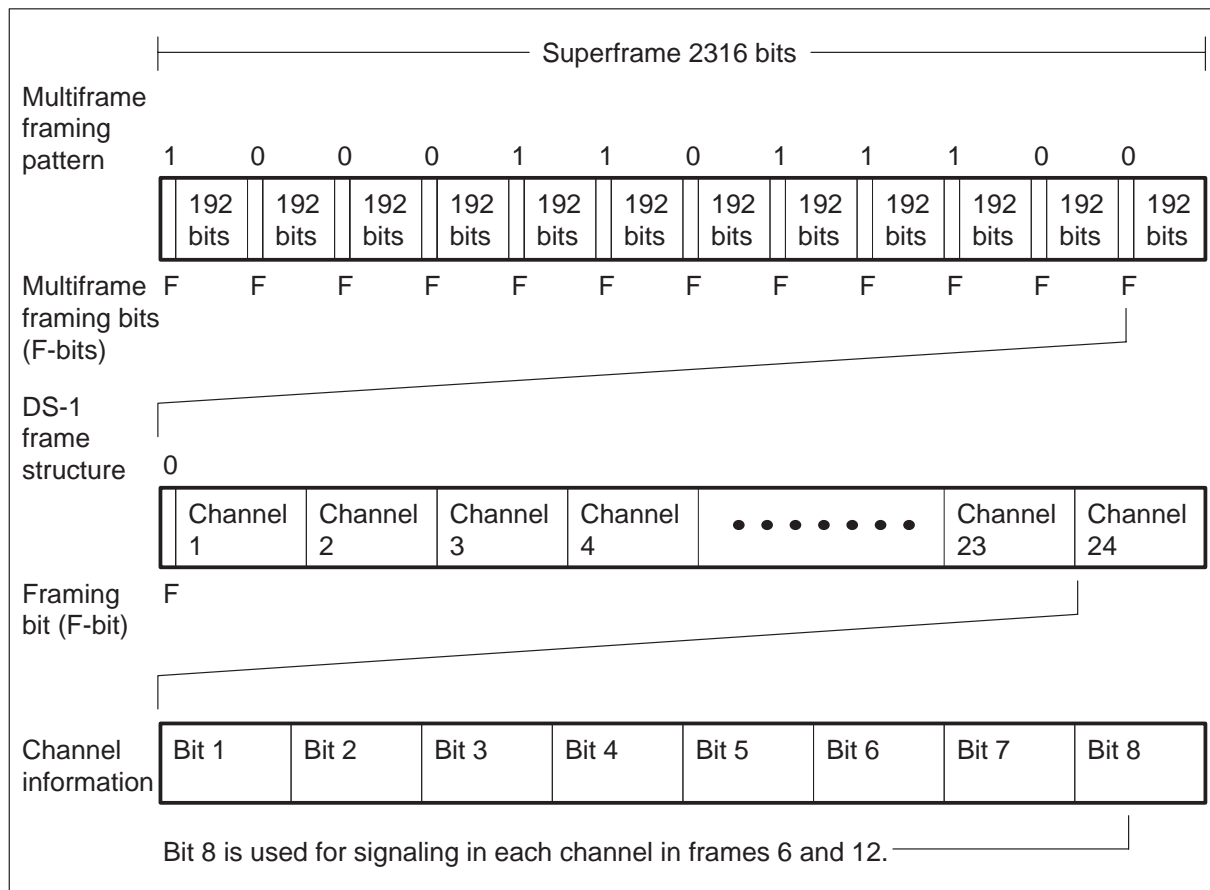 Superframe 2316 bits
Multiframe
framing
pattern
1 0 0 0 1 1 0 1 1 1 0 0
192 192 192 192 192 192 192 192 192 192 192 192
bits bits bits bits bits bits bits bits bits bits bits bits
Multiframe
framing bits
(F-bits)
F F F F F F F F F F F F
DS-1
frame
structure
0
Channel Channel Channel Channel Channel Channel
1 2 3 4 23 24
Framing
bit (F-bit)
F
Channel
information
Bit 1 Bit 2 Bit 3 Bit 4 Bit 5 Bit 6 Bit 7 Bit 8
Bit 8 is used for signaling in each channel in frames 6 and 12.